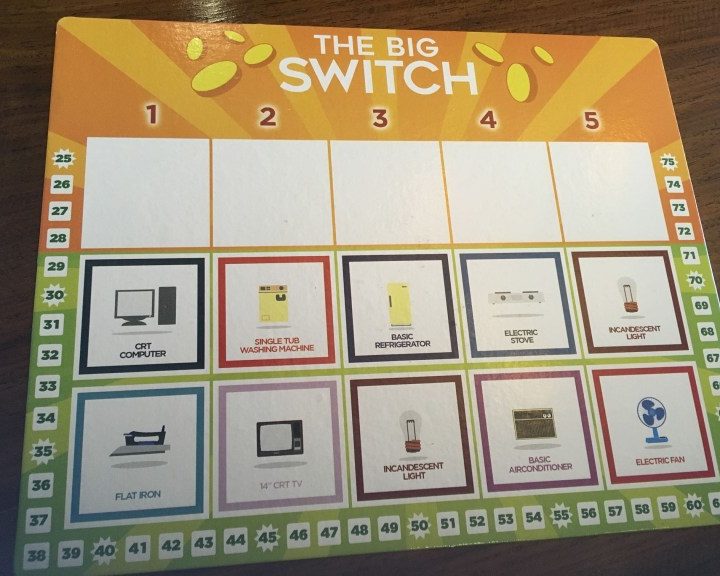 THE BIG
SWITCH
1 2 3 4 5
25 75
26 74
27 73
28 72
29 71
30 70
31 69
32 68
33 67
34
35
36
37
CRT
COMPUTER
SINGLE TUB
WASHING MACHINE
BASIC
REFRIGERATOR
ELECTRIC
STOVE
INCANDESCENT
LIGHT
FLAT IRON
14" CRT TV
INCANDESCENT
LIGHT
BASIC
AIRCONDITIONER
ELECTRIC FAN
38 39 40 41 42 43 44 45 46 47 48 49 50 51 52 53 54 55 56 57 58 59 60